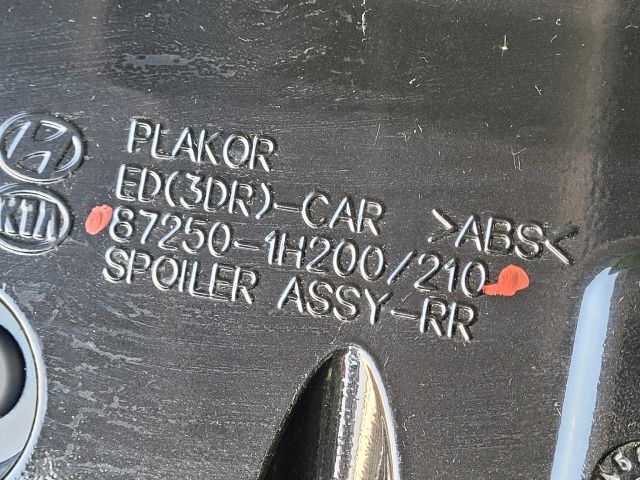 PLAKOR
ED(3DR)-CAR >ABS<
87250-1H200/210
SPOILER ASSY-RR
KIA